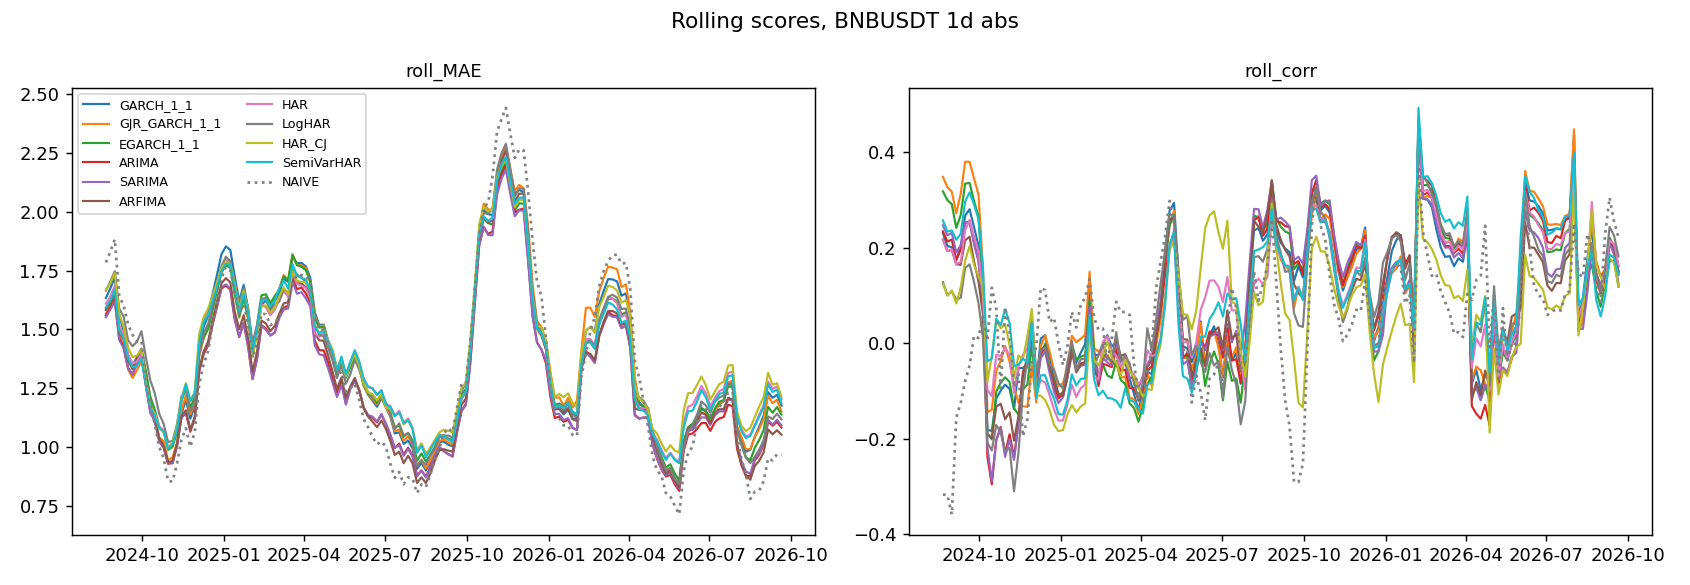 Rolling scores, BNBUSDT 1d abs
roll_MAE
2.50
2.25
2.00
1.75
1.50
1.25
1.00
0.75
GARCH_1_1
GJR_GARCH_1_1
EGARCH_1_1
ARIMA
SARIMA
ARFIMA
HAR
LogHAR
HAR_CJ
SemiVarHAR
NAIVE
2024-10 2025-01 2025-04 2025-07 2025-10 2026-01 2026-04 2026-07 2026-10
roll_corr
0.4
0.2
0.0
−0.2
−0.4
2024-10 2025-01 2025-04 2025-07 2025-10 2026-01 2026-04 2026-07 2026-10